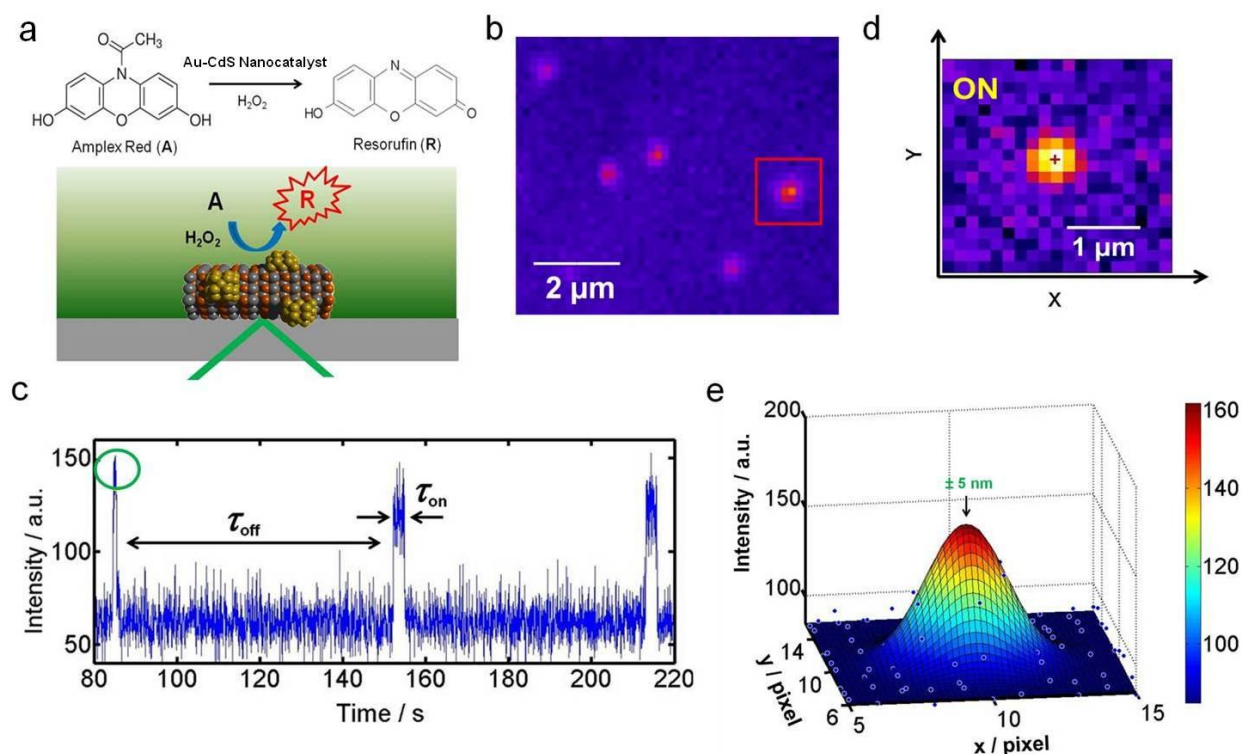 a
O
CH₃
N
HO
O
OH
Amplex Red (A)
Au-CdS Nanocatalyst
H₂O₂
N
HO
O
O
Resorufin (R)
A
H₂O₂
R
b
2 µm
d
ON
Y
1 µm
X
c
Intensity / a.u.
150
100
50
τoff
τon
80 100 120 140 160 180 200 220
Time / s
e
Intensity / a.u.
200
150
100
± 5 nm
14
10
6
y / pixel
5 10 15
x / pixel
160
140
120
100